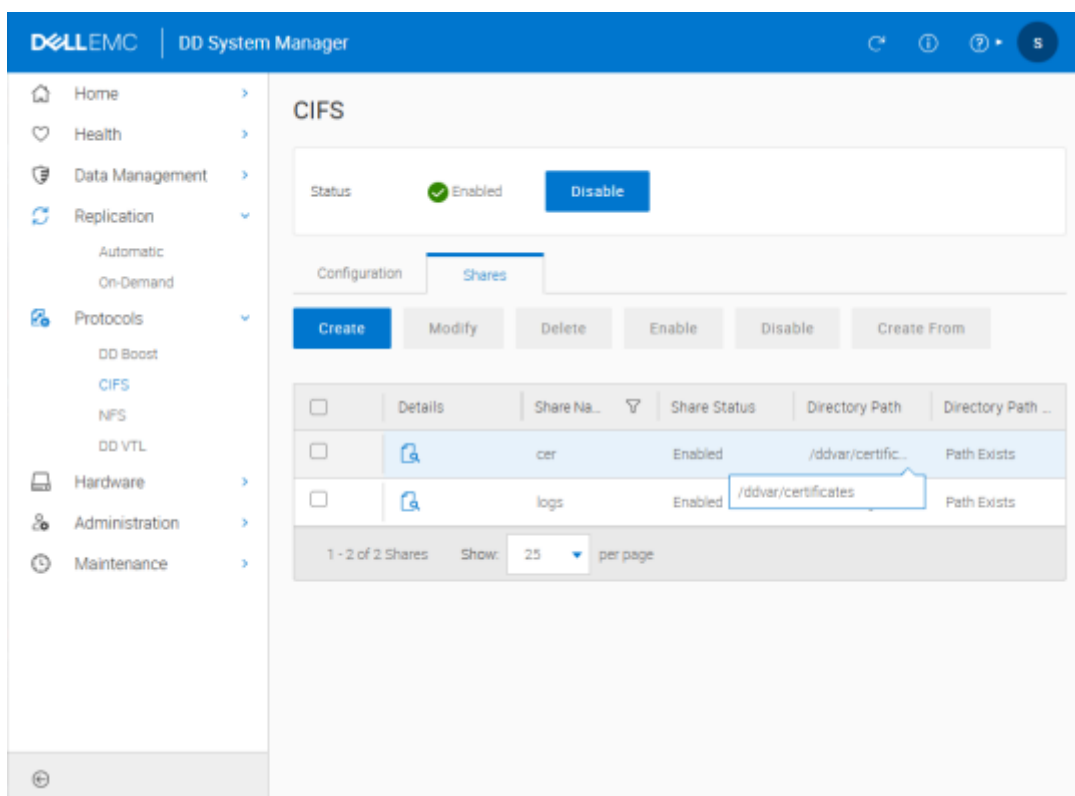 DELLEMC DD System Manager S
Home
Health
Data Management
Replication
Automatic
On-Demand
Protocols
DD Boost
CIFS
NFS
DD VTL
Hardware
Administration
Maintenance
CIFS
Status Enabled Disable
Configuration Shares
Create Modify Delete Enable Disable Create From
Details Share Na... Share Status Directory Path Directory Path ...
cer Enabled /ddvar/certific... Path Exists
/ddvar/certificates
logs Enabled Path Exists
1 - 2 of 2 Shares Show: 25 per page